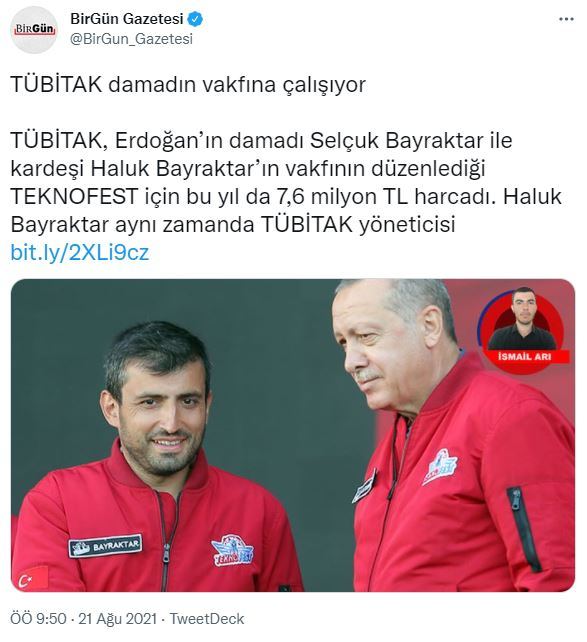 BirGün
BirGün Gazetesi
@BirGun_Gazetesi
TÜBİTAK damadın vakfına çalışıyor
TÜBİTAK, Erdoğan’ın damadı Selçuk Bayraktar ile
kardeşi Haluk Bayraktar’ın vakfının düzenlediği
TEKNOFEST için bu yıl da 7,6 milyon TL harcadı. Haluk
Bayraktar aynı zamanda TÜBİTAK yöneticisi
bit.ly/2XLi9cz
İSMAİL ARI
BAYRAKTAR
TEKNOFEST
ÖÖ 9:50 · 21 Ağu 2021 · TweetDeck